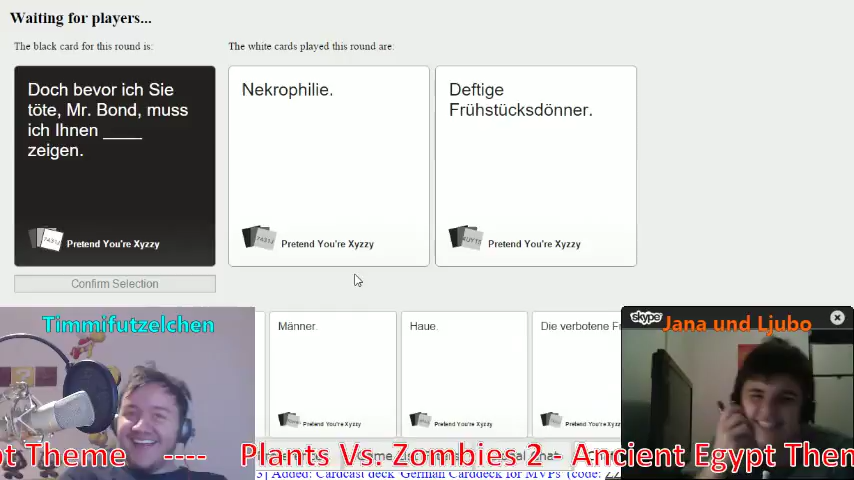 Waiting for players...
The black card for this round is:
The white cards played this round are:
Doch bevor ich Sie
töte, Mr. Bond, muss
ich Ihnen ____
zeigen.
Pretend You're Xyzzy
Nekrophilie.
Pretend You're Xyzzy
Deftige
Frühstücksdönner.
Pretend You're Xyzzy
Confirm Selection
Timmifutzelchen
Männer.
Pretend You're Xyzzy
Haue.
Pretend You're Xyzzy
Die verbotene
Pretend You're
skype
Jana und Ljubo
Theme ---- Plants Vs. Zombies 2 - Ancient Egypt
Added: Cardcast deck 'German Carddeck for MVPs' (code: